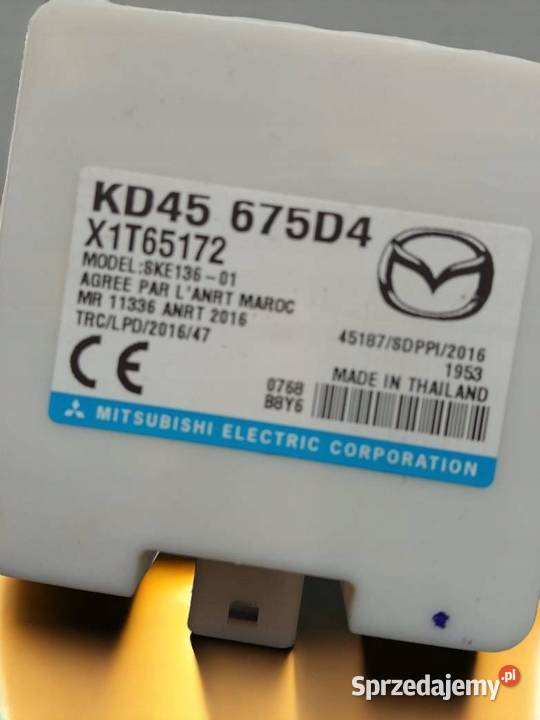 KD45 675D4
X1T65172
MODEL:SKE136-01
AGREE PAR L'ANRT MAROC
MR 11336 ANRT 2016
TRC/LPD/2016/47
45187/SDPPI/2016
1953
MADE IN THAILAND
CE
0768
B8Y6
MITSUBISHI ELECTRIC CORPORATION
Sprzedajemy.pl